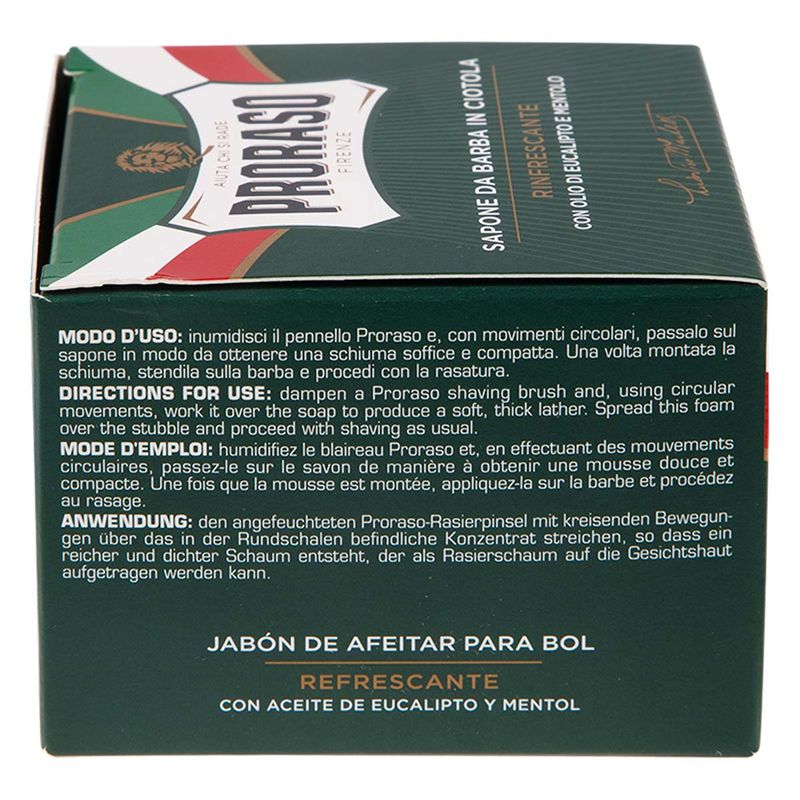 AIUTA CHI SI RADE
PRORASO
FIRENZE
SAPONE DA BARBA IN CIOTOLA
RINFRESCANTE
CON OLIO DI EUCALIPTO E MENTOLO
MODO D'USO: inumidisci il pennello Proraso e, con movimenti circolari, passalo sul
sapone in modo da ottenere una schiuma soffice e compatta. Una volta montata la
schiuma, stendila sulla barba e procedi con la rasatura.
DIRECTIONS FOR USE: dampen a Proraso shaving brush and, using circular
movements, work it over the soap to produce a soft, thick lather. Spread this foam
over the stubble and proceed with shaving as usual.
MODE D'EMPLOI: humidifiez le blaireau Proraso et, en effectuant des mouvements
circulaires, passez-le sur le savon de manière à obtenir une mousse douce et
compacte. Une fois que la mousse est montée, appliquez-la sur la barbe et procédez
au rasage.
ANWENDUNG: den angefeuchteten Proraso-Rasierpinsel mit kreisenden Bewegun-
gen über das in der Rundschalen befindliche Konzentrat streichen, so dass ein
reicher und dichter Schaum entsteht, der als Rasierschaum auf die Gesichtshaut
aufgetragen werden kann.
JABÓN DE AFEITAR PARA BOL
REFRESCANTE
CON ACEITE DE EUCALIPTO Y MENTOL